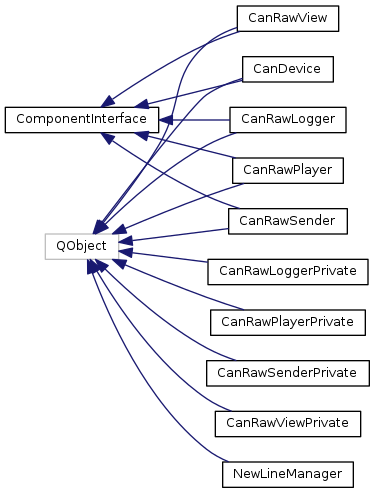 CanRawView
CanDevice
ComponentInterface
CanRawLogger
CanRawPlayer
CanRawSender
QObject
CanRawLoggerPrivate
CanRawPlayerPrivate
CanRawSenderPrivate
CanRawViewPrivate
NewLineManager